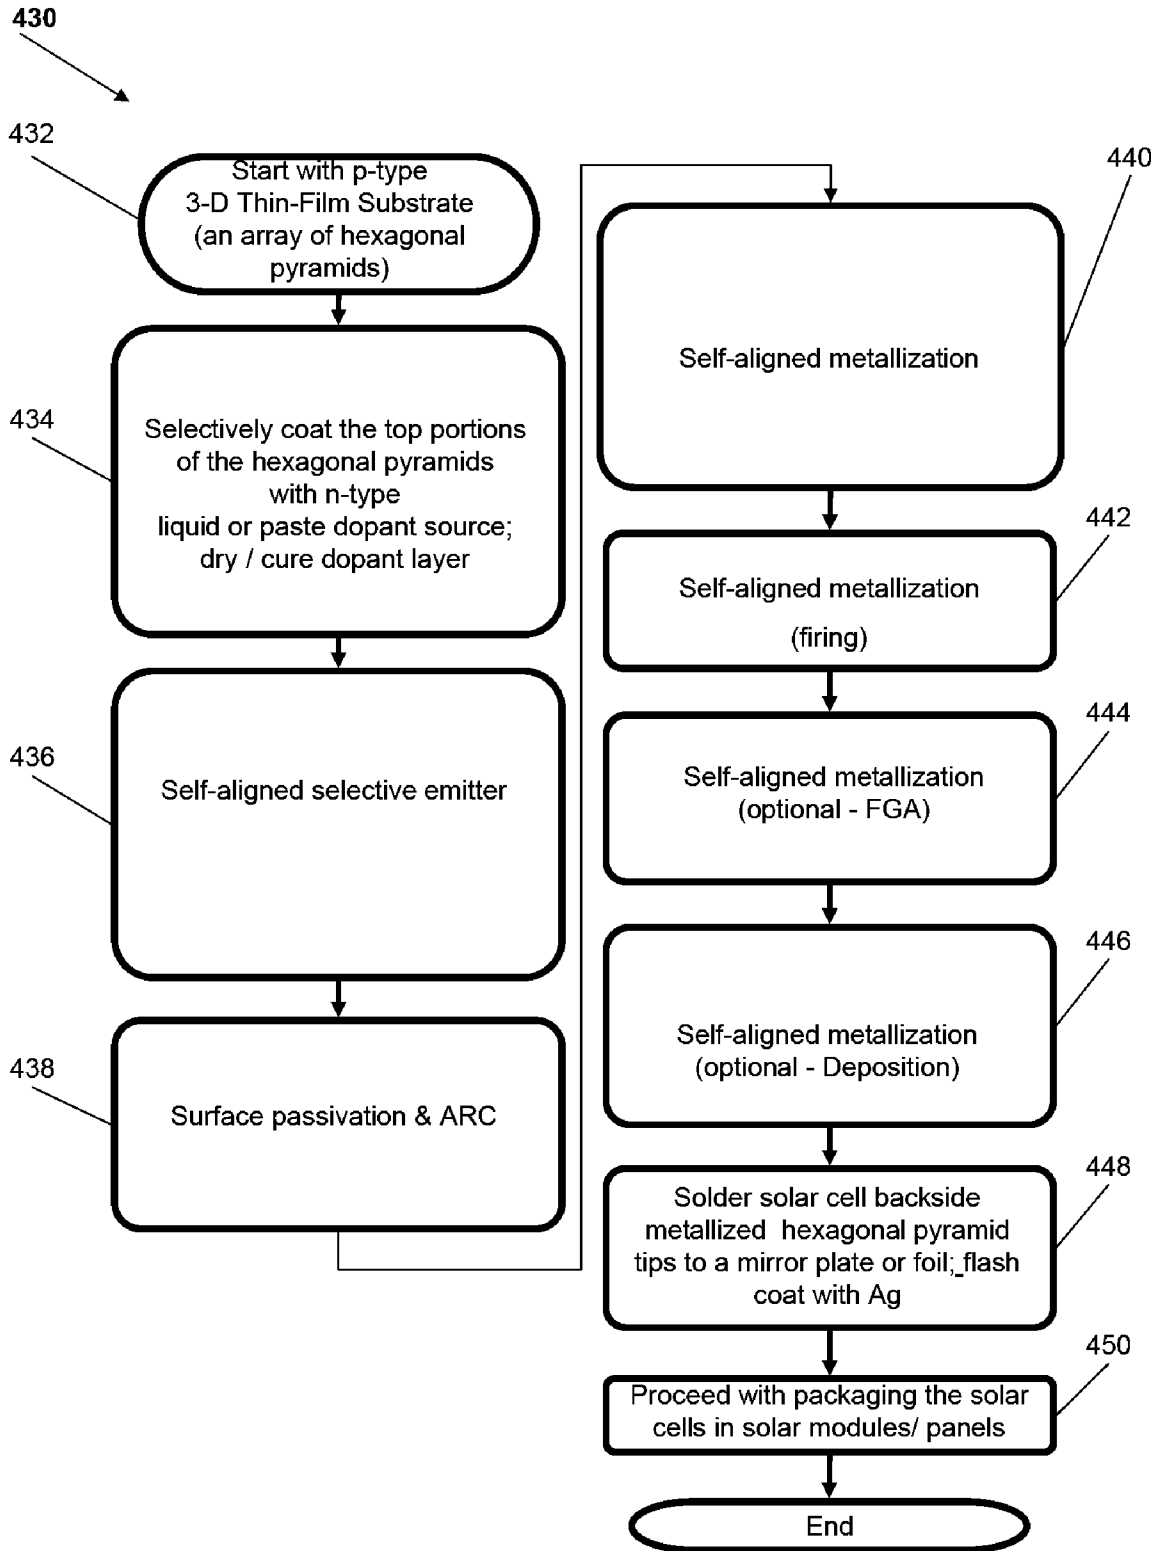 430
432
Start with p-type
3-D Thin-Film Substrate
(an array of hexagonal
pyramids)
434
Selectively coat the top portions
of the hexagonal pyramids
with n-type
liquid or paste dopant source;
dry / cure dopant layer
436
Self-aligned selective emitter
438
Surface passivation & ARC
440
Self-aligned metallization
442
Self-aligned metallization
(firing)
444
Self-aligned metallization
(optional - FGA)
446
Self-aligned metallization
(optional - Deposition)
448
Solder solar cell backside
metallized hexagonal pyramid
tips to a mirror plate or foil; flash
coat with Ag
450
Proceed with packaging the solar
cells in solar modules/ panels
End